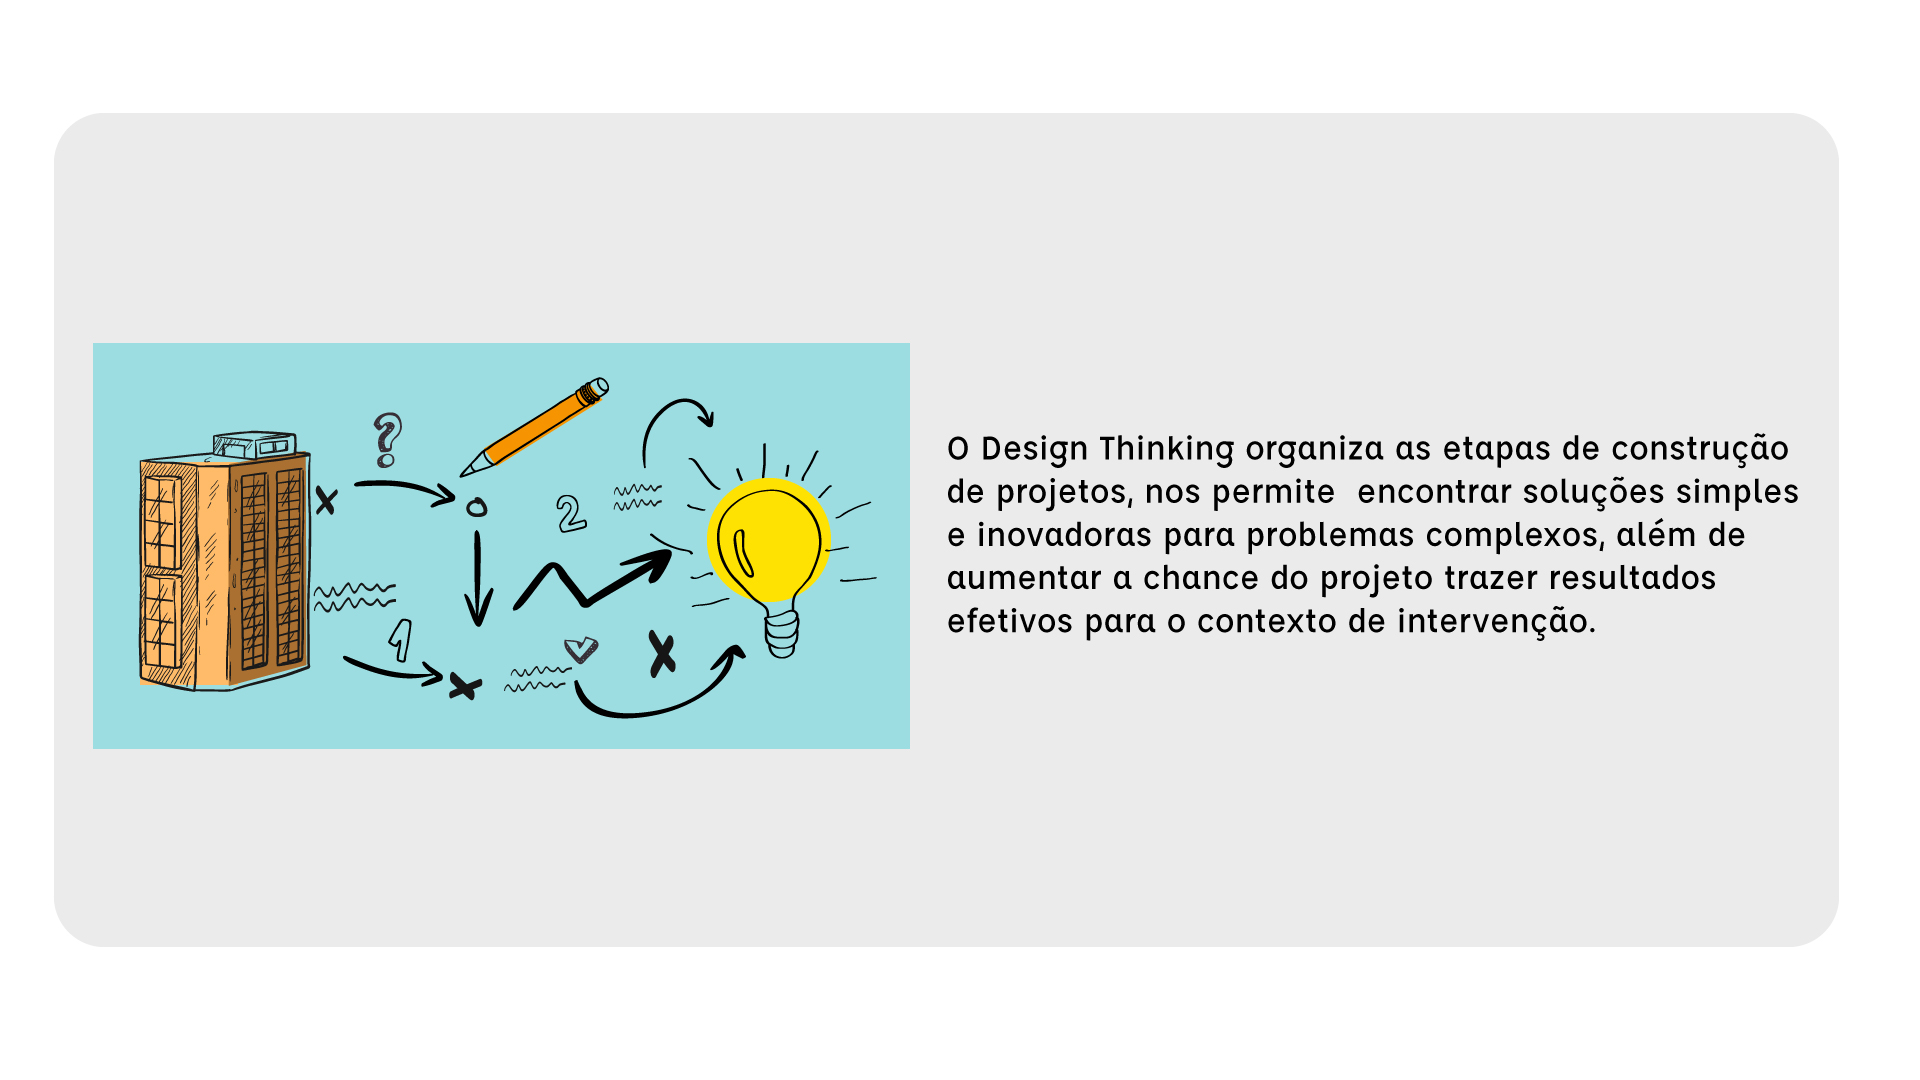 ?
X
O
2
1
X
X
O Design Thinking organiza as etapas de construção
de projetos, nos permite  encontrar soluções simples
e inovadoras para problemas complexos, além de
aumentar a chance do projeto trazer resultados
efetivos para o contexto de intervenção.